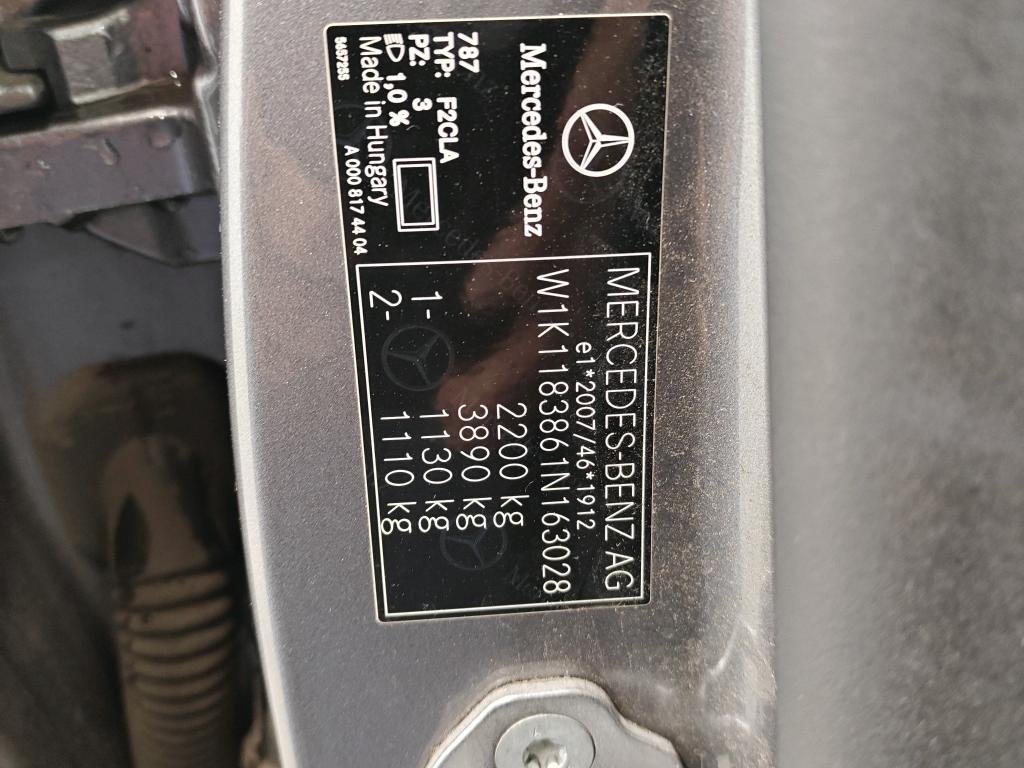 Mercedes-Benz
787
TYP: F2CLA
PZ: 3
1,0 %
Made in Hungary
5457265
A 000 817 44 04
MERCEDES-BENZ AG
e1*2007/46*1912
W1K1183861N163028
2200 kg
3890 kg
1- 1130 kg
2- 1110 kg